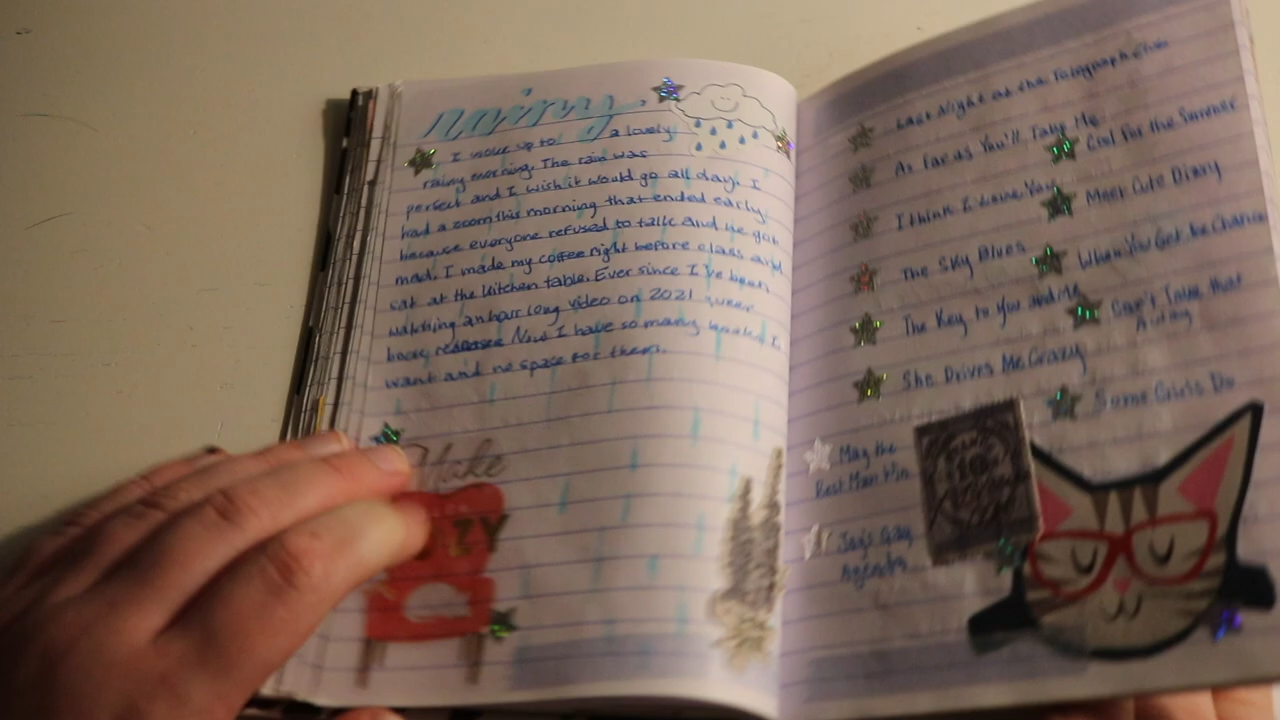 rainy.
I woke up to a lovely
rainy morning. The rain was
perfect and I wish it would go all day. I
had a zoom this morning that ended early
because everyone refused to talk and he got
mad. I made my coffee right before class and
sat at the kitchen table. Ever since I've been
watching an hour long video on 2021 queer
book releases Now I have so many books I
want and no space for them.
Make
COZY
Last Night at the Telegraph Club
As Far as You'll Take Me
Cool For the Summer
I Think I Love You
Meet Cute Diary
The Sky Blues
When You Get the Chance
The Key to You and Me
Can't Take That
Away
She Drives Me Crazy
Some Girls Do
May the
Best Man Win
Jay's Gay
Agenda